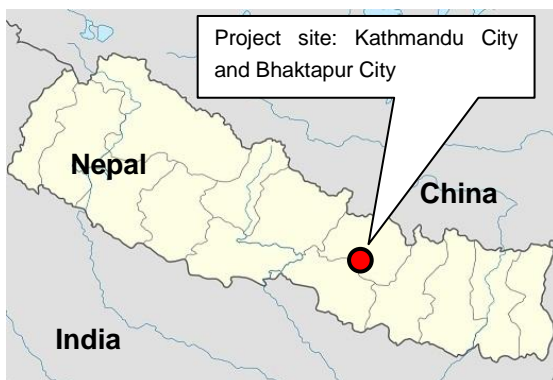 Project site: Kathmandu City
and Bhaktapur City
Nepal
China
India